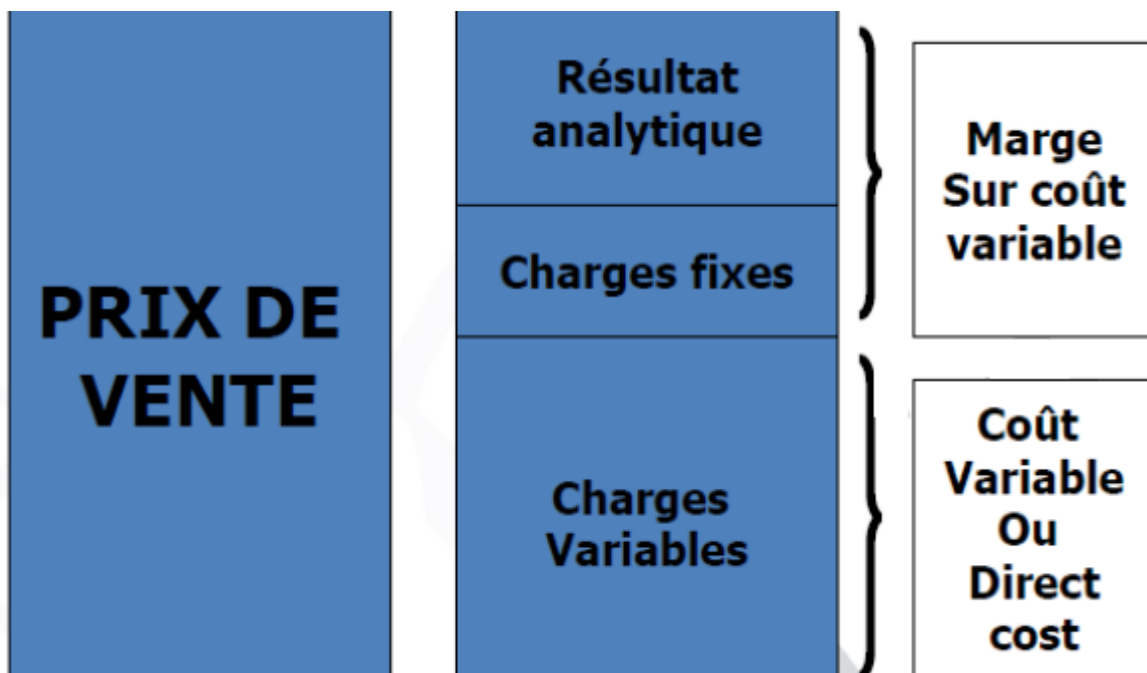 PRIX DE
VENTE
Résultat
analytique
Charges fixes
Charges
Variables
Marge
Sur coût
variable
Coût
Variable
Ou
Direct
cost